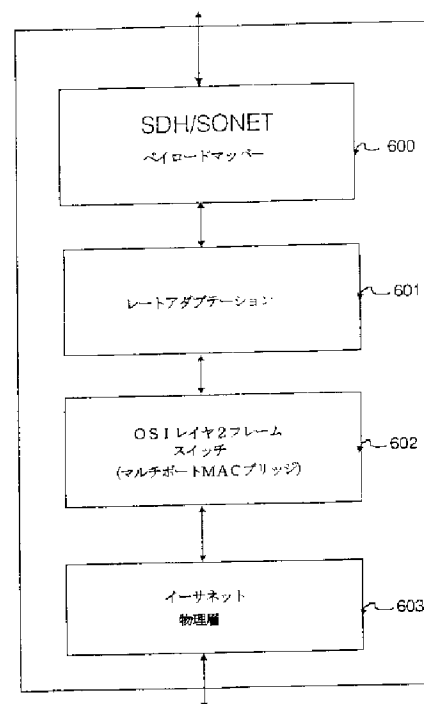 SDH/SONET
ペイロードマッパー
600
レートアダプテーション
601
OSIレイヤ2フレーム
スイッチ
(マルチポートMACブリッジ)
602
イーサネット
物理層
603